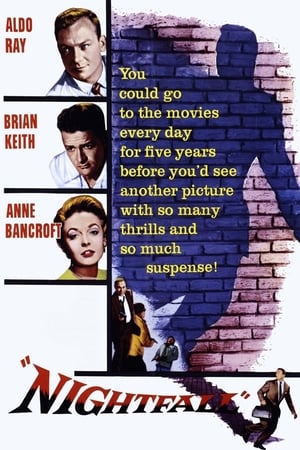 ALDO
RAY
BRIAN
KEITH
ANNE
BANCROFT
You
could go
to the movies
every day
for five years
before you'd see
another picture
with so many
thrills and
so much
suspense!
"NIGHTFALL"